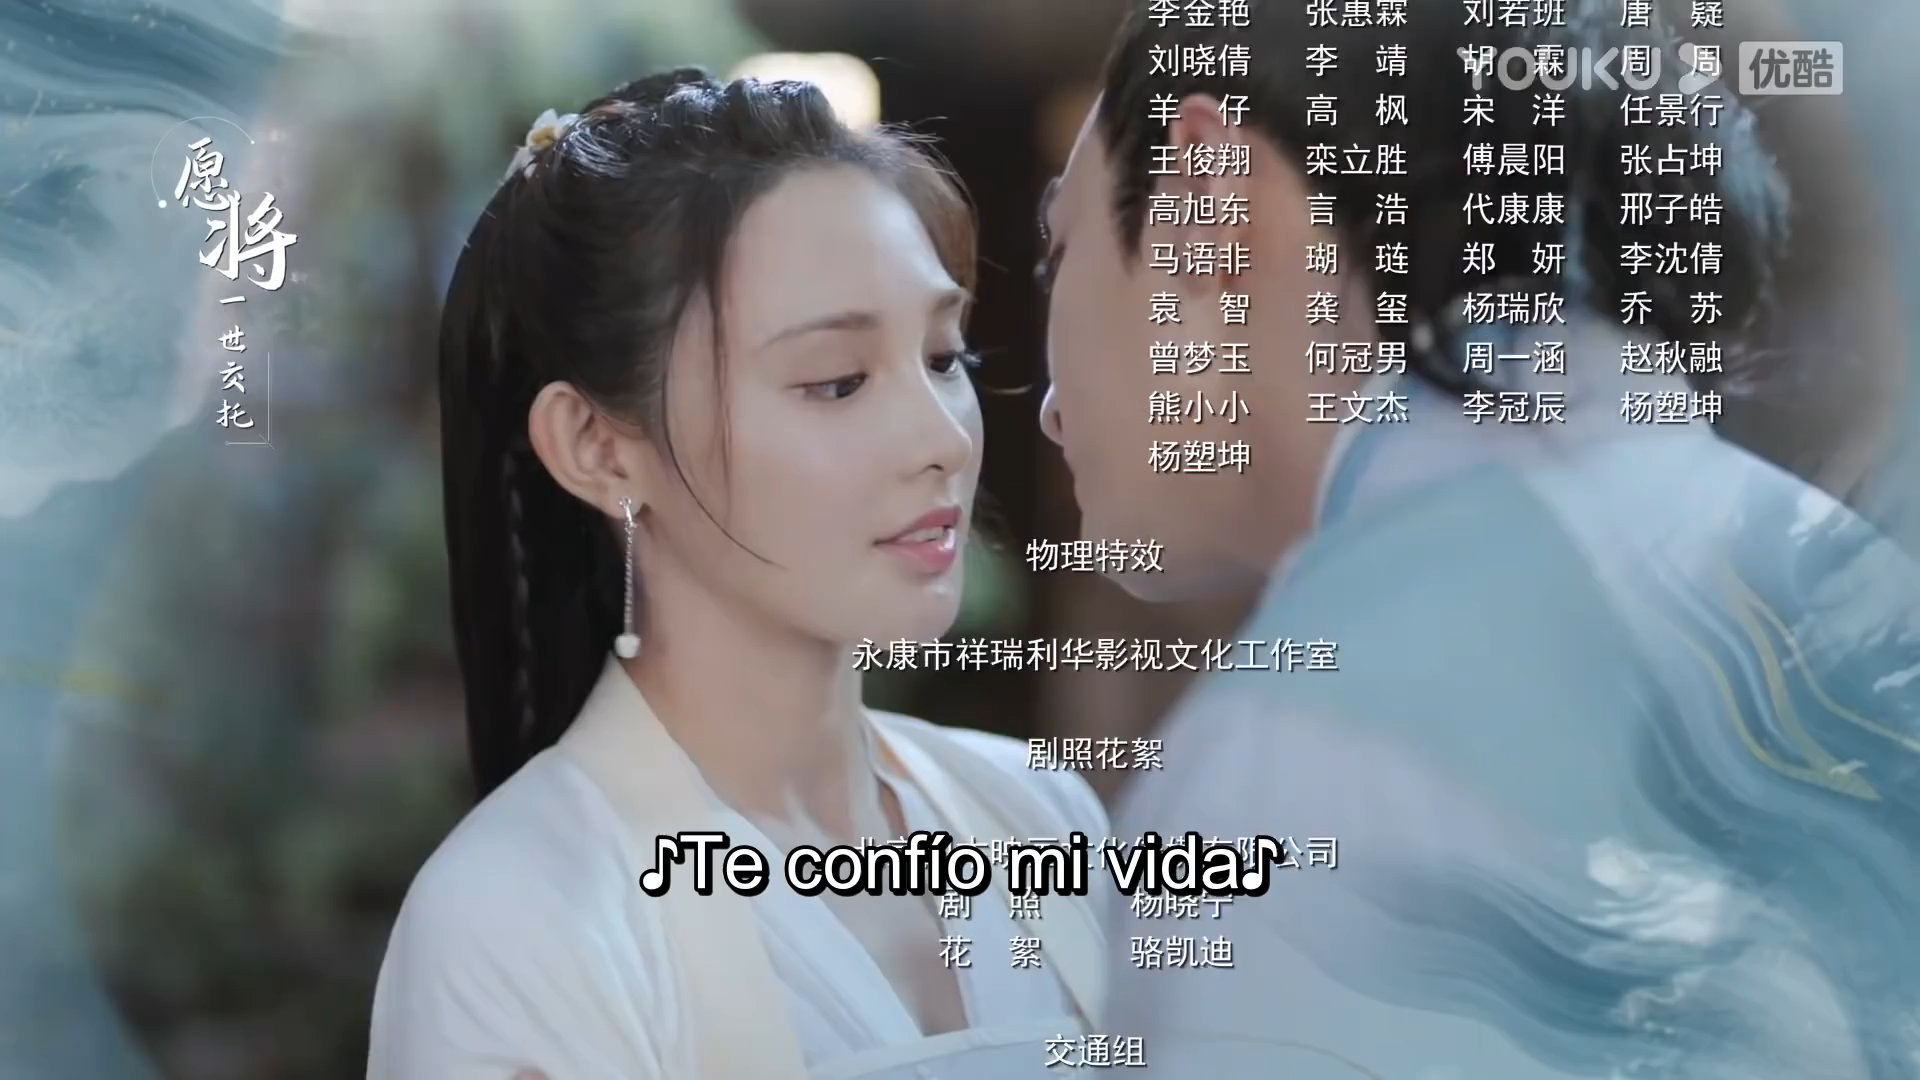 李金艳 张惠霖 刘若班 唐 疑
刘晓倩 李 靖 胡 霖 周 周
YOUKU 优酷
羊 仔 高 枫 宋 洋 任景行
王俊翔 栾立胜 傅晨阳 张占坤
高旭东 言 浩 代康康 邢子皓
马语非 瑚 琏 郑 妍 李沈倩
袁 智 龚 玺 杨瑞欣 乔 苏
曾梦玉 何冠男 周一涵 赵秋融
熊小小 王文杰 李冠辰 杨塑坤
杨塑坤
愿将一世交托
物理特效
永康市祥瑞利华影视文化工作室
剧照花絮
公司
♪Te confío mi vida♪
剧 照 杨晓宁
花 絮 骆凯迪
交通组